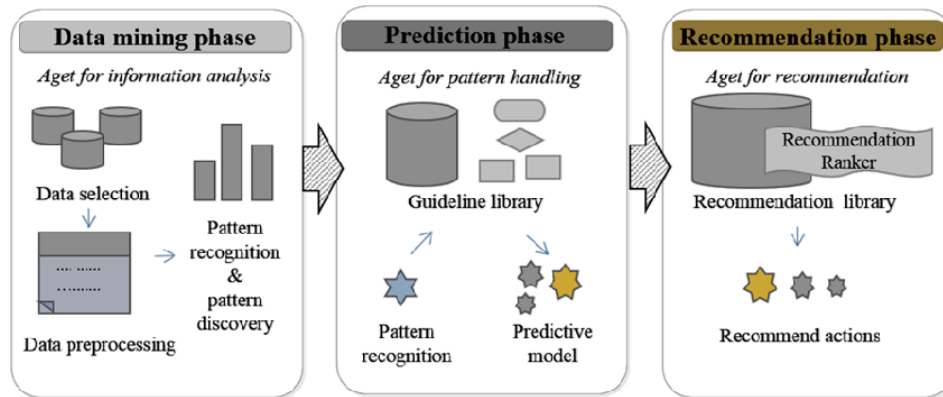 Data mining phase
Aget for information analysis
Data selection
Data preprocessing
Pattern
recognition
&
pattern
discovery
Prediction phase
Aget for pattern handling
Guideline library
Pattern
recognition
Predictive
model
Recommendation phase
Aget for recommendation
Recommendation
Ranker
Recommendation library
Recommend actions